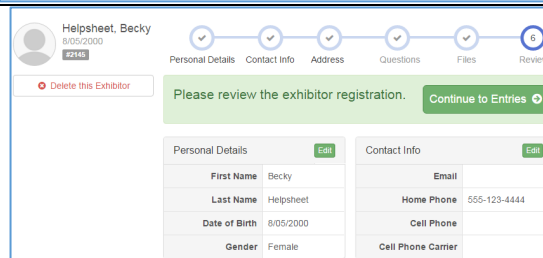 Helpsheet, Becky
8/05/2000
#2145
Delete this Exhibitor
Personal Details Contact Info Address Questions Files 6 Review
Please review the exhibitor registration.
Continue to Entries
Personal Details Edit
First Name Becky
Last Name Helpsheet
Date of Birth 8/05/2000
Gender Female
Contact Info Edit
Email
Home Phone 555-123-4444
Cell Phone
Cell Phone Carrier